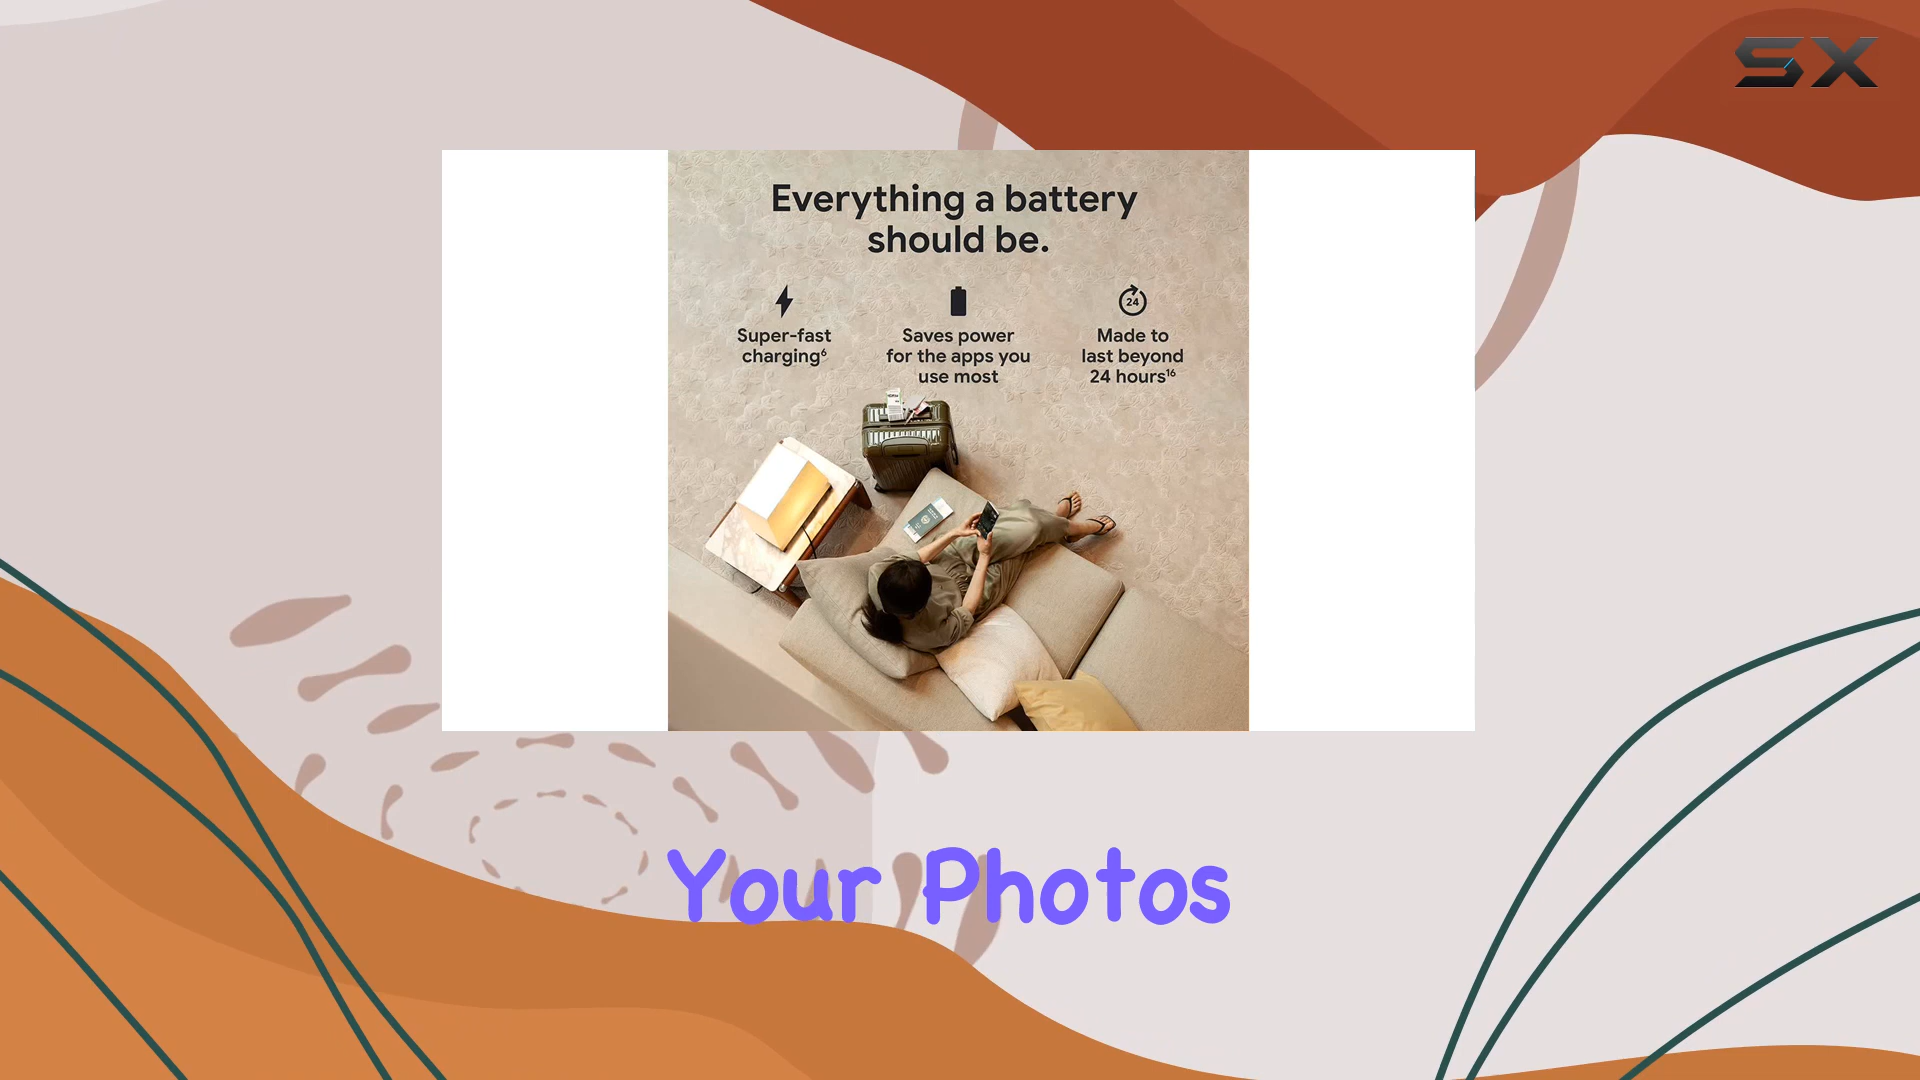 SX
Everything a battery
should be.
24
Super-fast
charging⁶
Saves power
for the apps you
use most
Made to
last beyond
24 hours¹⁶
Your Photos